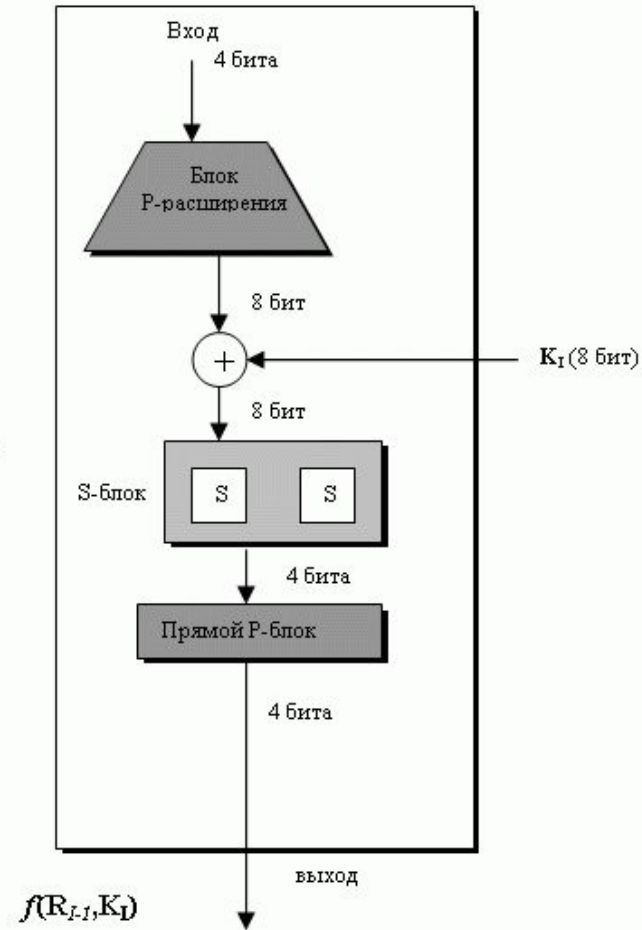 Вход
4 бита
Блок
Р-расширения
8 бит
+
K_I (8 бит)
8 бит
S-блок
S
S
4 бита
Прямой Р-блок
4 бита
выход
f(R_I-1,K_I)